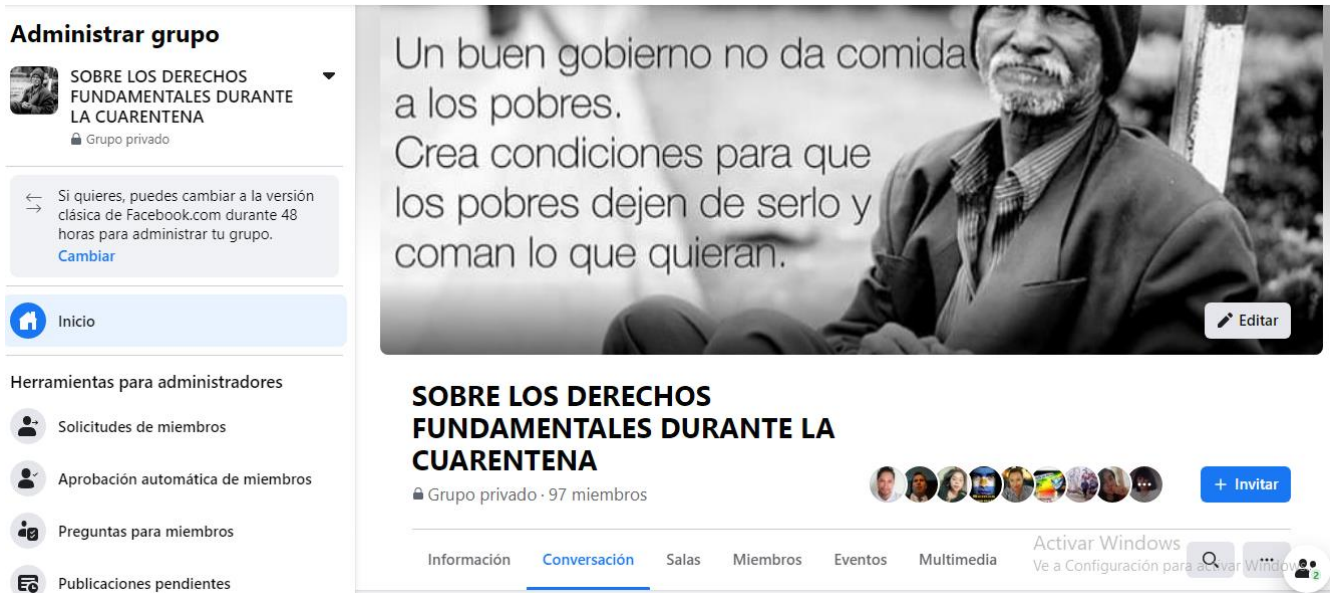 Administrar grupo
SOBRE LOS DERECHOS
FUNDAMENTALES DURANTE
LA CUARENTENA
Grupo privado
Si quieres, puedes cambiar a la versión
clásica de Facebook.com durante 48
horas para administrar tu grupo.
Cambiar
Inicio
Herramientas para administradores
Solicitudes de miembros
Aprobación automática de miembros
Preguntas para miembros
Publicaciones pendientes
Un buen gobierno no da comida
a los pobres.
Crea condiciones para que
los pobres dejen de serlo y
coman lo que quieran.
Editar
SOBRE LOS DERECHOS
FUNDAMENTALES DURANTE LA
CUARENTENA
Grupo privado · 97 miembros
+ Invitar
Información Conversación Salas Miembros Eventos Multimedia
Activar Windows
Ve a Configuración para activar Windows.
2